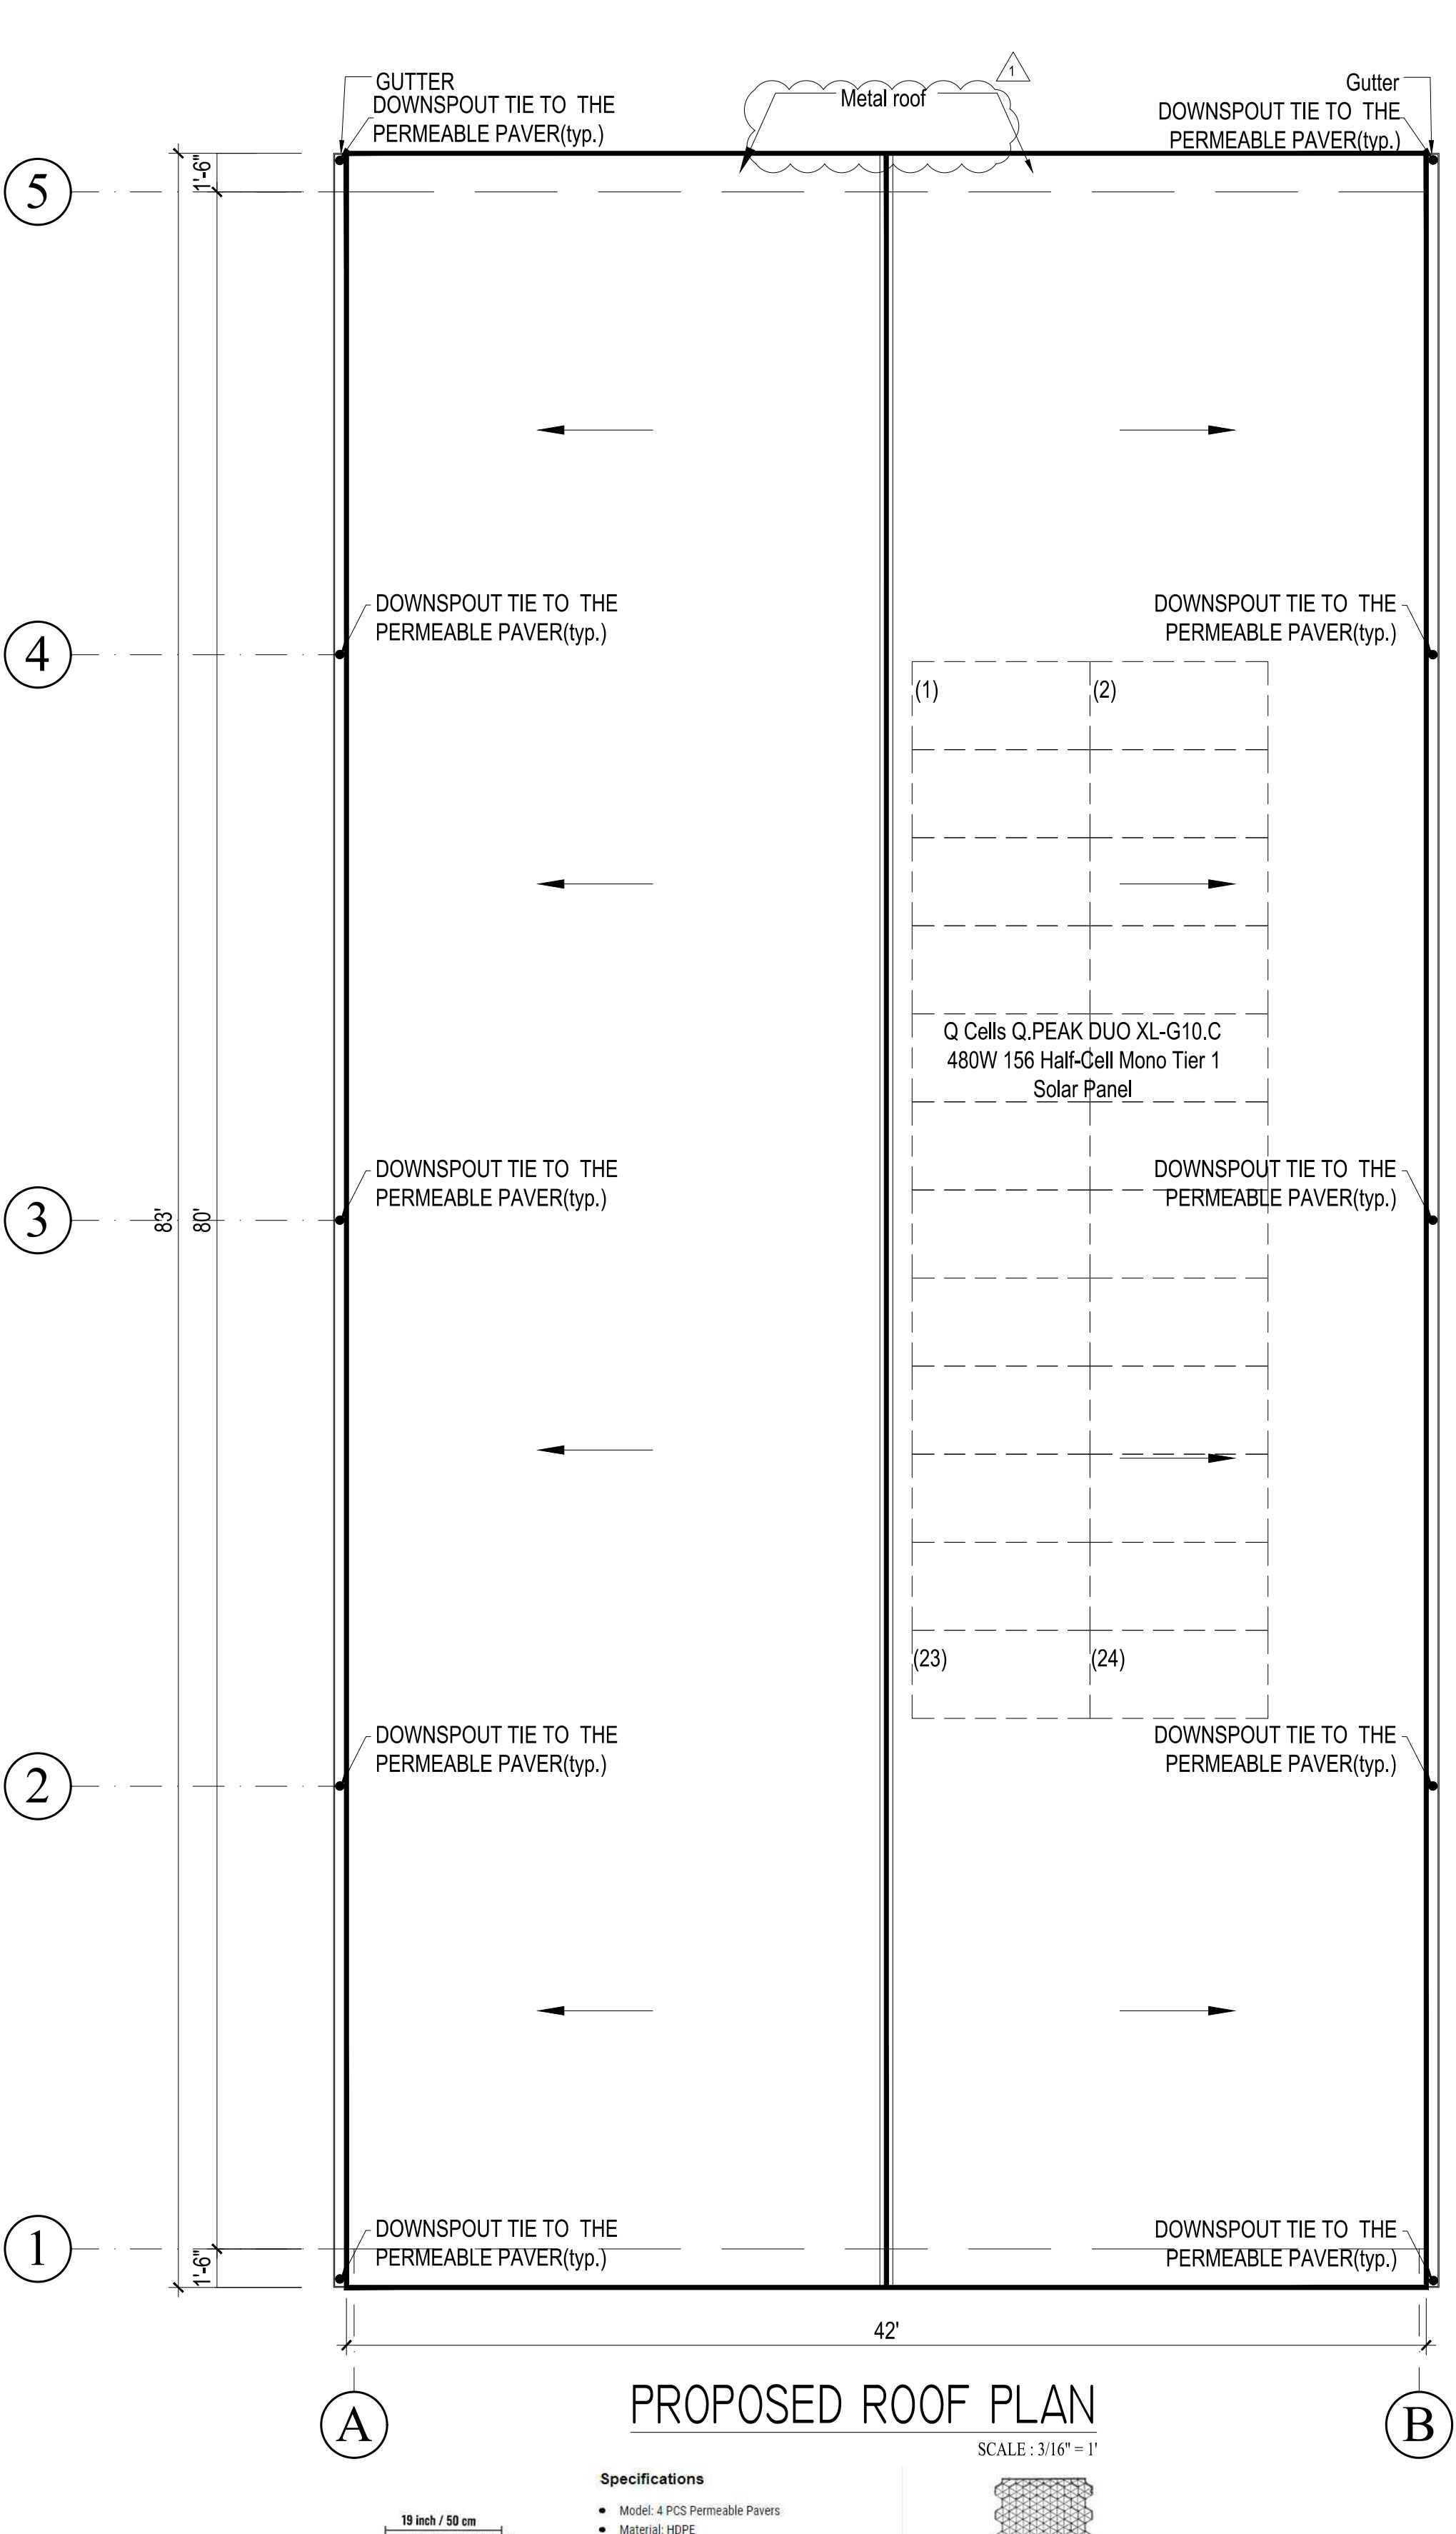 1
GUTTER
DOWNSPOUT TIE TO THE
PERMEABLE PAVER(typ.)
Metal roof
Gutter
DOWNSPOUT TIE TO THE
PERMEABLE PAVER(typ.)
1'-6"
5
DOWNSPOUT TIE TO THE
PERMEABLE PAVER(typ.)
DOWNSPOUT TIE TO THE
PERMEABLE PAVER(typ.)
4
(1)
(2)
Q Cells Q.PEAK DUO XL-G10.C
480W 156 Half-Cell Mono Tier 1
Solar Panel
DOWNSPOUT TIE TO THE
PERMEABLE PAVER(typ.)
DOWNSPOUT TIE TO THE
PERMEABLE PAVER(typ.)
3
83'
80'
(23)
(24)
DOWNSPOUT TIE TO THE
PERMEABLE PAVER(typ.)
DOWNSPOUT TIE TO THE
PERMEABLE PAVER(typ.)
2
DOWNSPOUT TIE TO THE
PERMEABLE PAVER(typ.)
DOWNSPOUT TIE TO THE
PERMEABLE PAVER(typ.)
1
1'-6"
42'
A
B
PROPOSED ROOF PLAN
SCALE : 3/16" = 1'
Specifications
Model: 4 PCS Permeable Pavers
19 inch / 50 cm
Material: HDPE